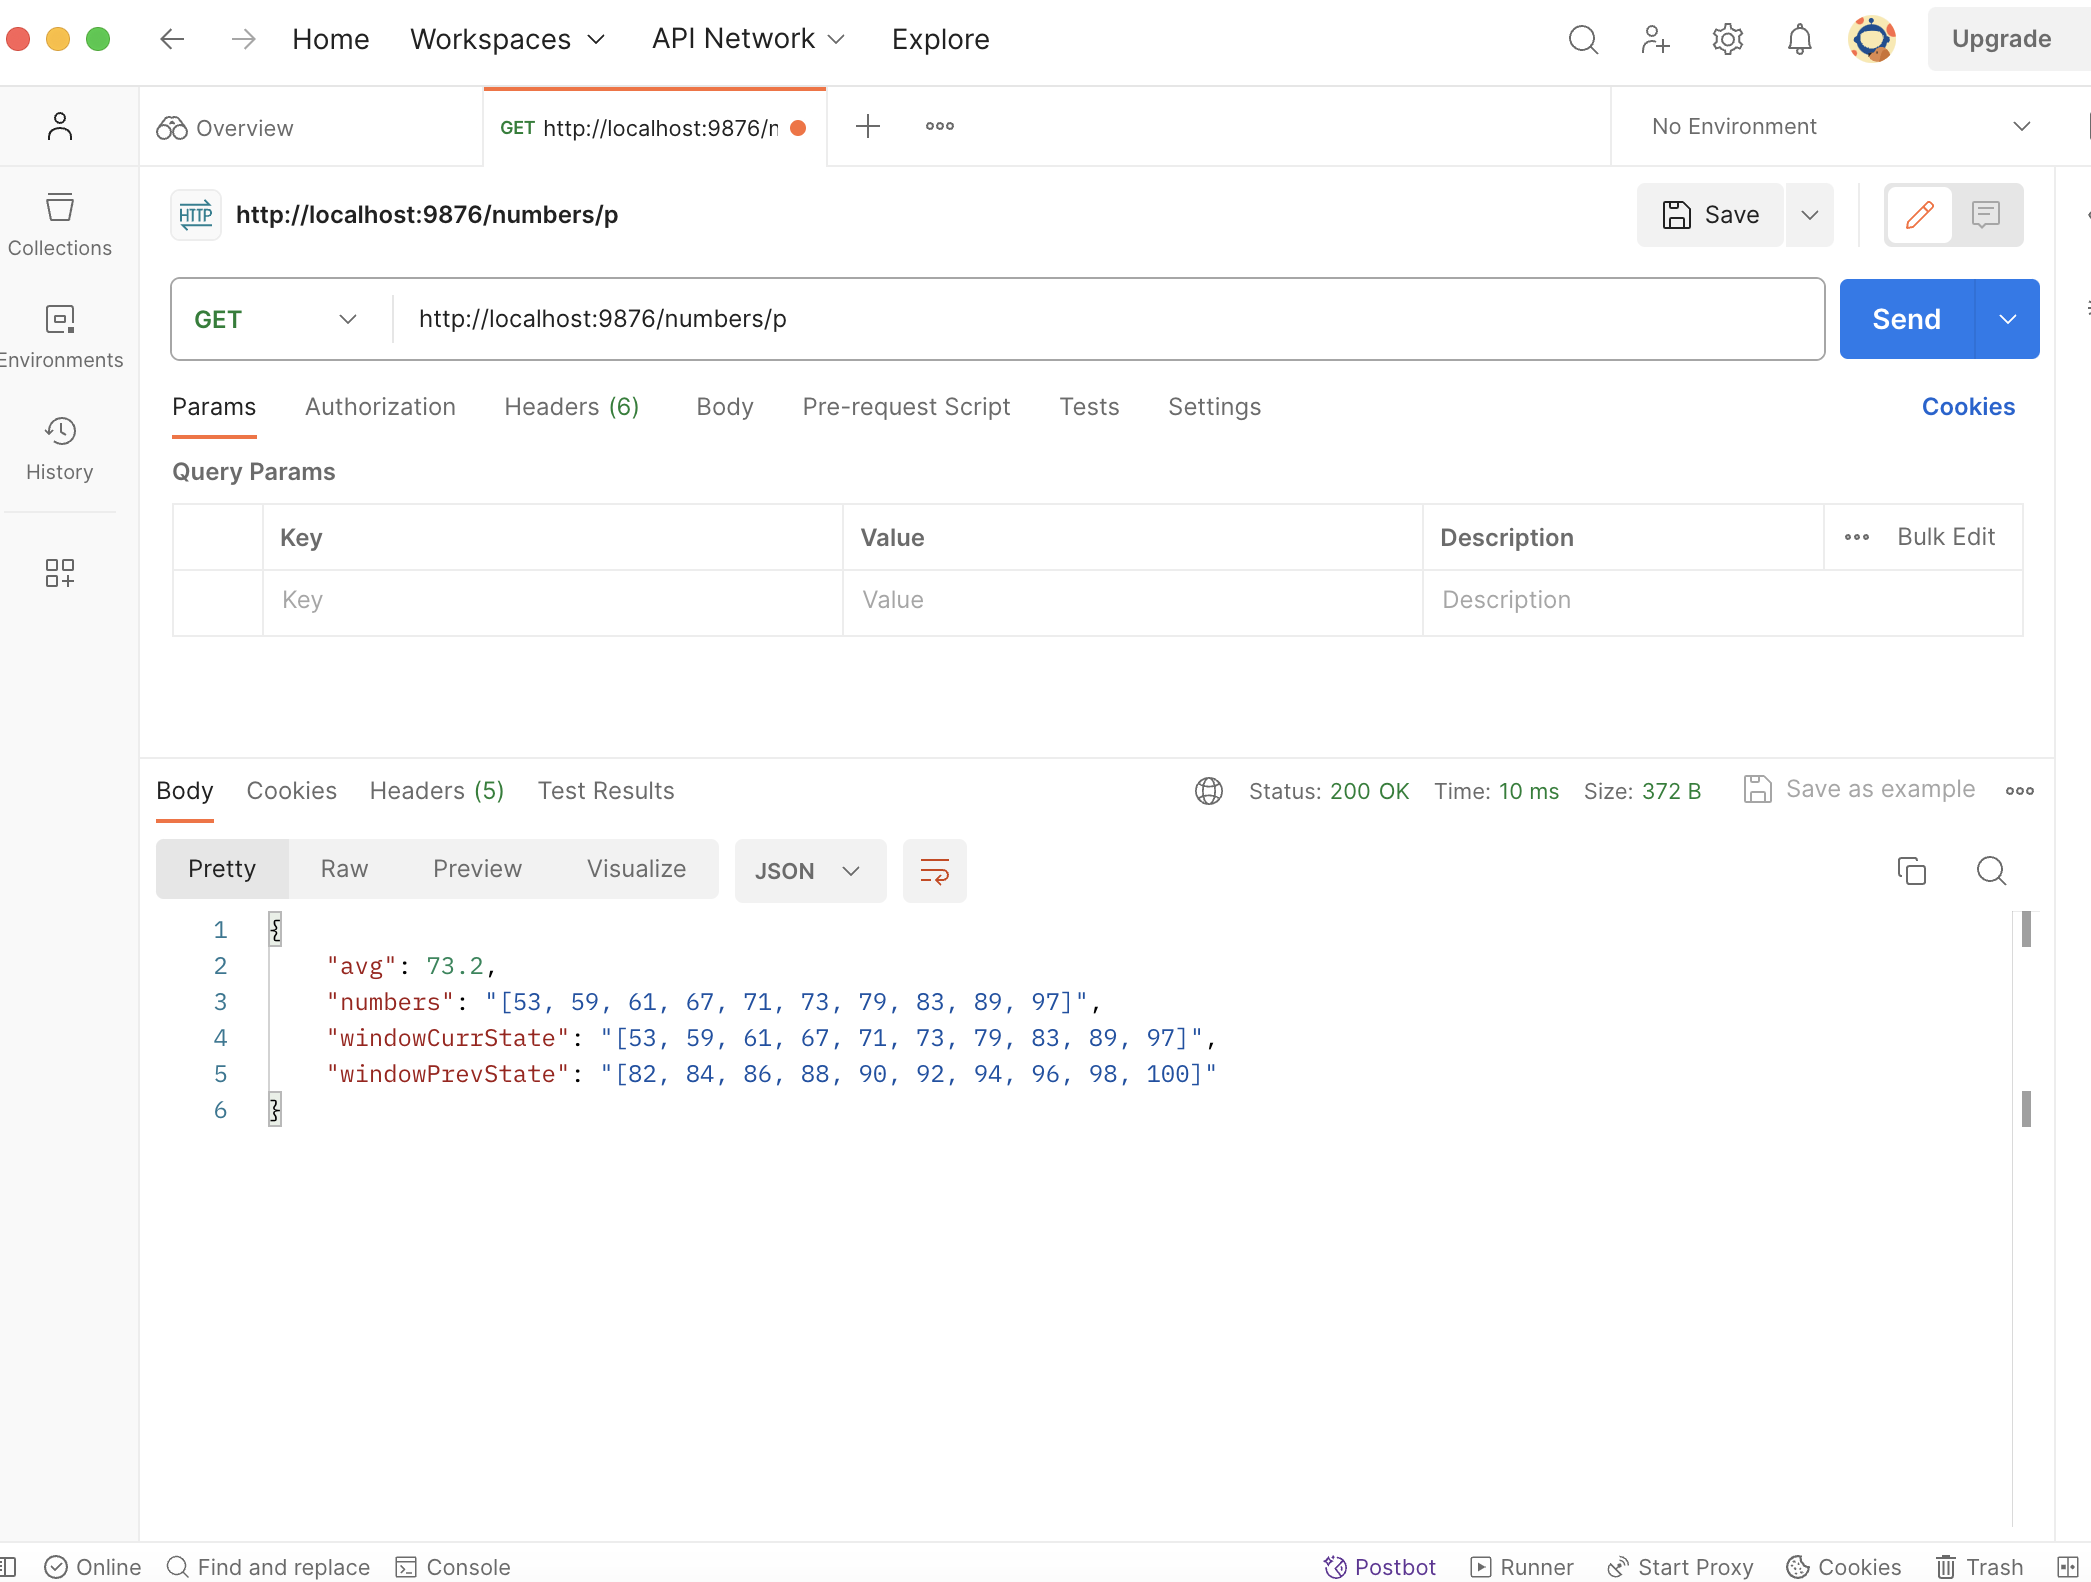 Home Workspaces API Network Explore Upgrade
Overview GET http://localhost:9876/n No Environment
HTTP http://localhost:9876/numbers/p Save
Collections
GET http://localhost:9876/numbers/p Send
Environments
Params Authorization Headers (6) Body Pre-request Script Tests Settings Cookies
History
Query Params
Key Value Description Bulk Edit
Key Value Description
Body Cookies Headers (5) Test Results Status: 200 OK Time: 10 ms Size: 372 B Save as example
Pretty Raw Preview Visualize JSON
1 {
2 "avg": 73.2,
3 "numbers": "[53, 59, 61, 67, 71, 73, 79, 83, 89, 97]",
4 "windowCurrState": "[53, 59, 61, 67, 71, 73, 79, 83, 89, 97]",
5 "windowPrevState": "[82, 84, 86, 88, 90, 92, 94, 96, 98, 100]"
6 }
Online Find and replace Console Postbot Runner Start Proxy Cookies Trash